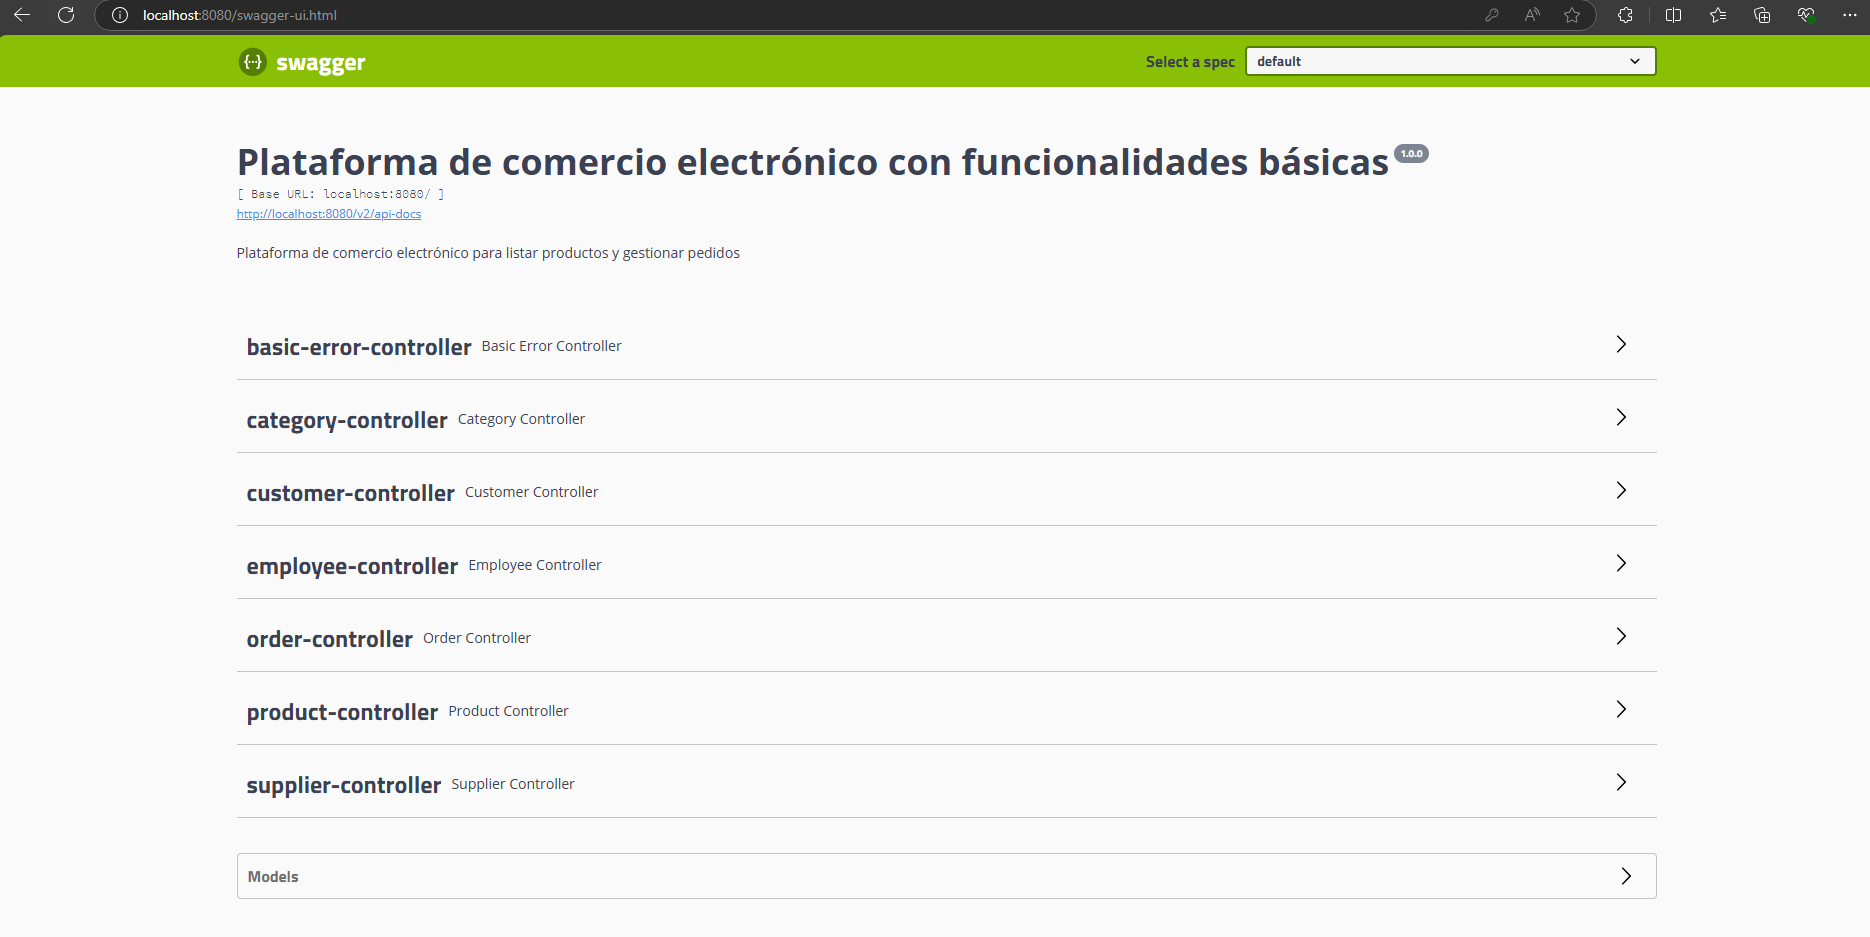 localhost:8080/swagger-ui.html
swagger
Select a spec
default
Plataforma de comercio electrónico con funcionalidades básicas 1.0.0
[ Base URL: localhost:8080/ ]
http://localhost:8080/v2/api-docs
Plataforma de comercio electrónico para listar productos y gestionar pedidos
basic-error-controller Basic Error Controller
category-controller Category Controller
customer-controller Customer Controller
employee-controller Employee Controller
order-controller Order Controller
product-controller Product Controller
supplier-controller Supplier Controller
Models